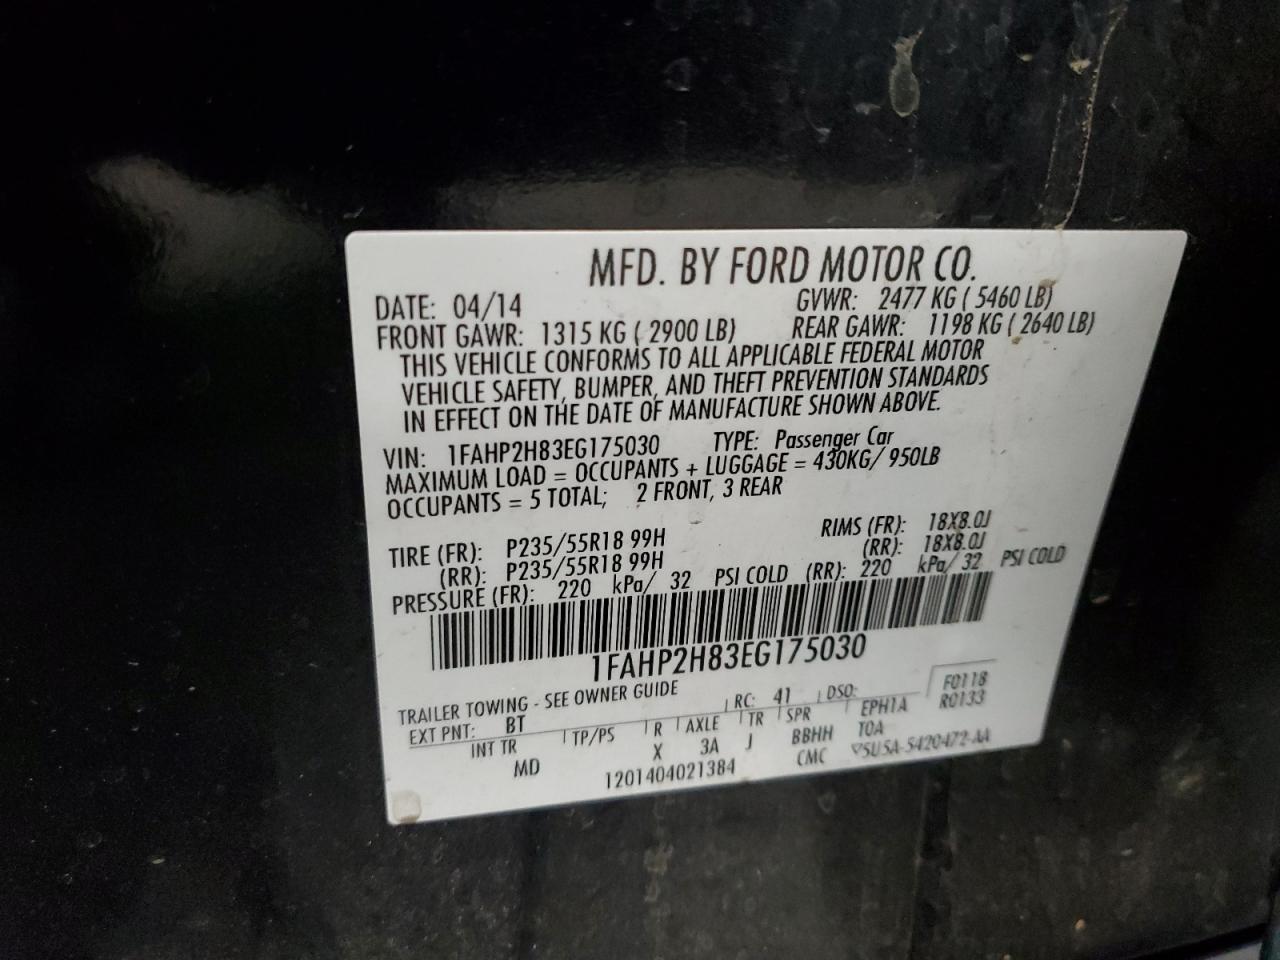 MFD. BY FORD MOTOR CO.
DATE: 04/14 GVWR: 2477 KG ( 5460 LB)
FRONT GAWR: 1315 KG ( 2900 LB) REAR GAWR: 1198 KG ( 2640 LB)
THIS VEHICLE CONFORMS TO ALL APPLICABLE FEDERAL MOTOR
VEHICLE SAFETY, BUMPER, AND THEFT PREVENTION STANDARDS
IN EFFECT ON THE DATE OF MANUFACTURE SHOWN ABOVE.
VIN: 1FAHP2H83EG175030 TYPE: Passenger Car
MAXIMUM LOAD = OCCUPANTS + LUGGAGE = 430KG/ 950LB
OCCUPANTS = 5 TOTAL; 2 FRONT, 3 REAR
TIRE (FR): P235/55R18 99H RIMS (FR): 18X8.0J
(RR): P235/55R18 99H (RR): 18X8.0J
PRESSURE (FR): 220 kPa/ 32 PSI COLD (RR): 220 kPa/ 32 PSI COLD
1FAHP2H83EG175030
TRAILER TOWING - SEE OWNER GUIDE
EXT PNT: BT RC: 41 DSO: F0118
R0133
INT TR TP/PS R AXLE TR SPR EPH1A
MD X 3A J BBHH TOA
1201404021384 CMC 5U5A-5420472-AA